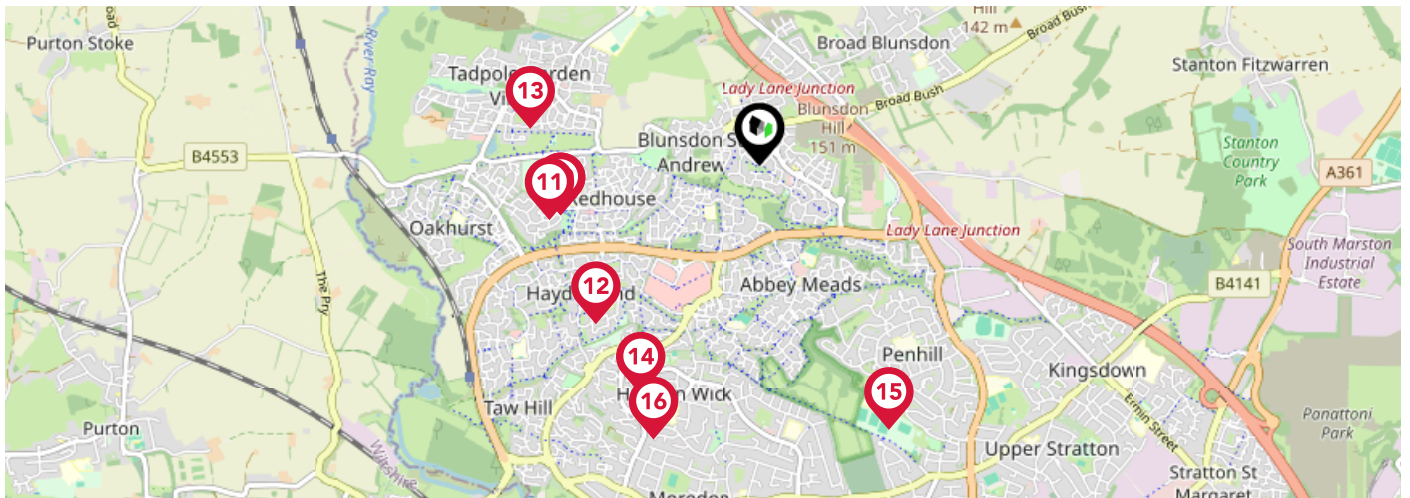 Hill
142 m
Broad Bush
Purton Stoke
River Ray
Broad Blunsdon
Stanton Fitzwarren
Tadpole Garden
13
Lady Lane Junction
Broad Bush
Blunsdon
Hill
151 m
Blunsdon St
Andrew
B4553
Stanton
Country
Park
A361
11
Redhouse
Oakhurst
Lady Lane Junction
South Marston
Industrial
Estate
The Pry
12
Abbey Meads
B4141
14
Penhill
Kingsdown
15
16
Taw Hill
Ermin Street
Panattoni
Park
Purton
Wiltshire
Upper Stratton
Stratton St
Margaret
Moredon